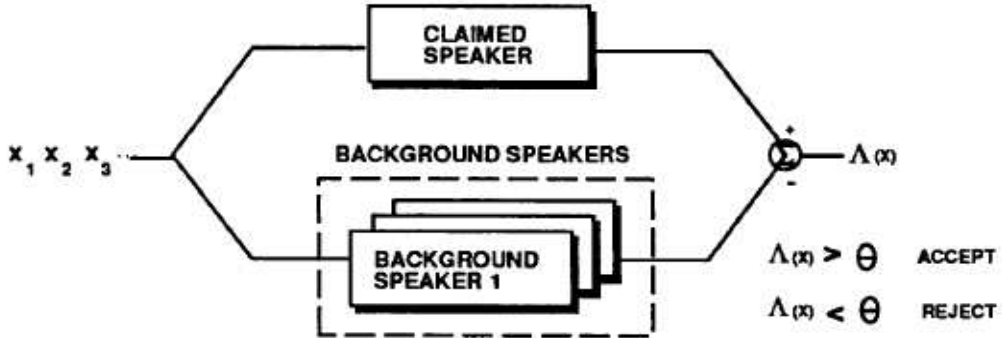 CLAIMED
SPEAKER
X₁ X₂ X₃ ...
+
Σ
Λ(X)
-
BACKGROUND SPEAKERS
BACKGROUND
SPEAKER 1
Λ(X) > Θ ACCEPT
Λ(X) < Θ REJECT